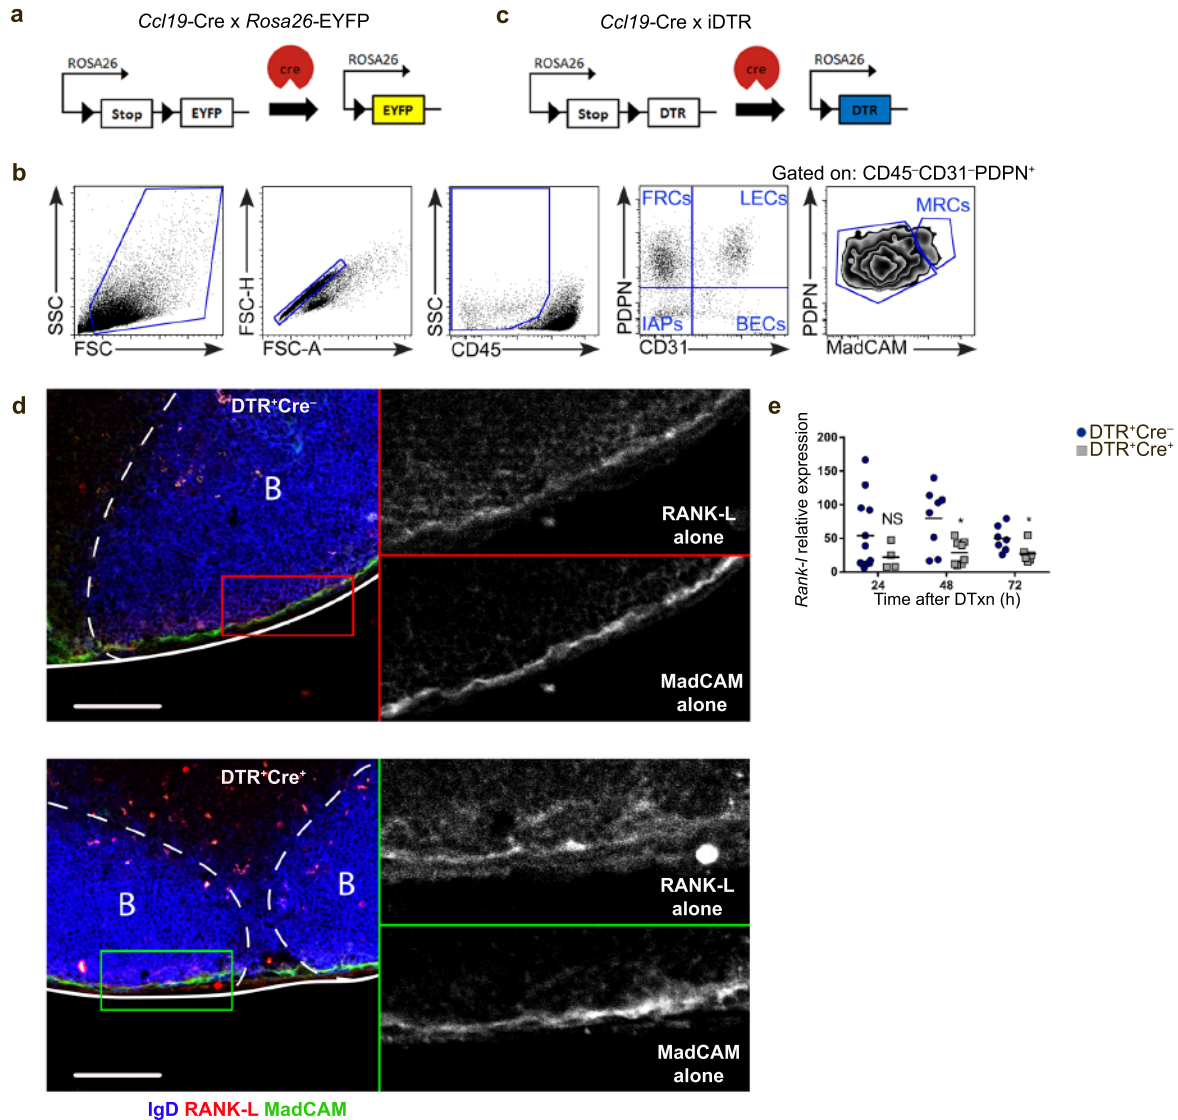 a
Ccl19-Cre x Rosa26-EYFP
ROSA26
Stop
EYFP
cre
ROSA26
EYFP
c
Ccl19-Cre x iDTR
ROSA26
Stop
DTR
cre
ROSA26
DTR
b
Gated on: CD45–CD31–PDPN+
SSC
FSC
FSC-H
FSC-A
SSC
CD45
FRCs
LECs
IAPs
BECs
PDPN
CD31
MRCs
PDPN
MadCAM
d
DTR+Cre–
B
RANK-L
alone
MadCAM
alone
DTR+Cre+
B
B
RANK-L
alone
MadCAM
alone
IgD RANK-L MadCAM
e
DTR+Cre–
DTR+Cre+
Rank-l relative expression
200
150
100
50
0
NS
*
*
24
48
72
Time after DTxn (h)